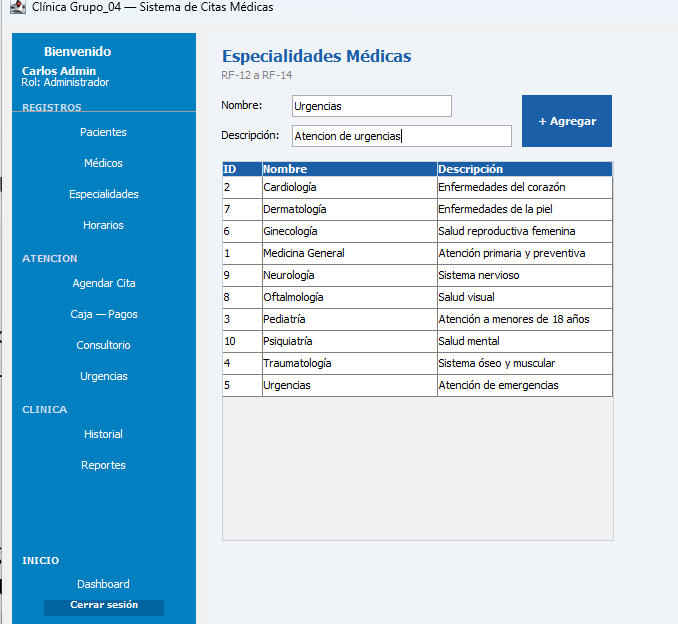 Clínica Grupo_04 — Sistema de Citas Médicas
Bienvenido
Carlos Admin
Rol: Administrador
REGISTROS
Pacientes
Médicos
Especialidades
Horarios
ATENCION
Agendar Cita
Caja — Pagos
Consultorio
Urgencias
CLINICA
Historial
Reportes
INICIO
Dashboard
Cerrar sesión
Especialidades Médicas
RF-12 a RF-14
Nombre: Urgencias
Descripción: Atencion de urgencias
+ Agregar
ID Nombre Descripción
2 Cardiología Enfermedades del corazón
7 Dermatología Enfermedades de la piel
6 Ginecología Salud reproductiva femenina
1 Medicina General Atención primaria y preventiva
9 Neurología Sistema nervioso
8 Oftalmología Salud visual
3 Pediatría Atención a menores de 18 años
10 Psiquiatría Salud mental
4 Traumatología Sistema óseo y muscular
5 Urgencias Atención de emergencias